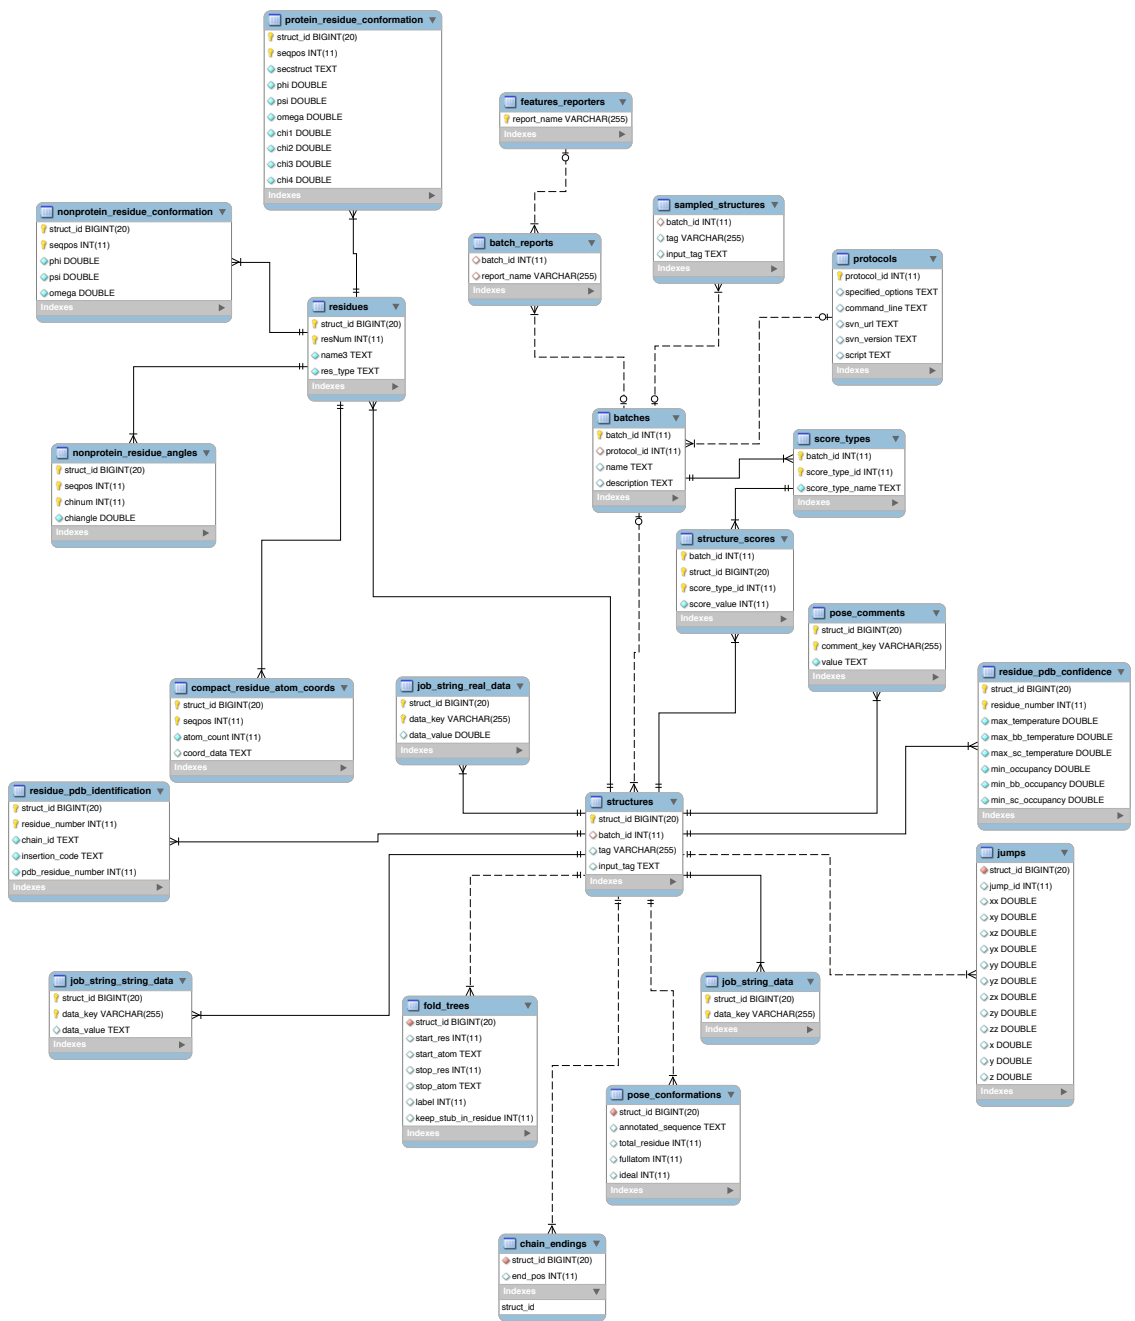 protein_residue_conformation
struct_id BIGINT(20)
seqpos INT(11)
secstruct TEXT
phi DOUBLE
psi DOUBLE
omega DOUBLE
chi1 DOUBLE
chi2 DOUBLE
chi3 DOUBLE
chi4 DOUBLE
Indexes
features_reporters
report_name VARCHAR(255)
Indexes
nonprotein_residue_conformation
struct_id BIGINT(20)
seqpos INT(11)
phi DOUBLE
psi DOUBLE
omega DOUBLE
Indexes
batch_reports
batch_id INT(11)
report_name VARCHAR(255)
Indexes
sampled_structures
batch_id INT(11)
tag VARCHAR(255)
input_tag TEXT
Indexes
protocols
protocol_id INT(11)
specified_options TEXT
command_line TEXT
svn_url TEXT
svn_version TEXT
script TEXT
Indexes
residues
struct_id BIGINT(20)
resNum INT(11)
name3 TEXT
res_type TEXT
Indexes
batches
batch_id INT(11)
protocol_id INT(11)
name TEXT
description TEXT
Indexes
score_types
batch_id INT(11)
score_type_id INT(11)
score_type_name TEXT
Indexes
nonprotein_residue_angles
struct_id BIGINT(20)
seqpos INT(11)
chinum INT(11)
chiangle DOUBLE
Indexes
structure_scores
batch_id INT(11)
struct_id BIGINT(20)
score_type_id INT(11)
score_value INT(11)
Indexes
pose_comments
struct_id BIGINT(20)
comment_key VARCHAR(255)
value TEXT
Indexes
residue_pdb_confidence
struct_id BIGINT(20)
residue_number INT(11)
max_temperature DOUBLE
max_bb_temperature DOUBLE
max_sc_temperature DOUBLE
min_occupancy DOUBLE
min_bb_occupancy DOUBLE
min_sc_occupancy DOUBLE
Indexes
compact_residue_atom_coords
struct_id BIGINT(20)
seqpos INT(11)
atom_count INT(11)
coord_data TEXT
Indexes
job_string_real_data
struct_id BIGINT(20)
data_key VARCHAR(255)
data_value DOUBLE
Indexes
residue_pdb_identification
struct_id BIGINT(20)
residue_number INT(11)
chain_id TEXT
insertion_code TEXT
pdb_residue_number INT(11)
Indexes
structures
struct_id BIGINT(20)
batch_id INT(11)
tag VARCHAR(255)
input_tag TEXT
Indexes
jumps
struct_id BIGINT(20)
jump_id INT(11)
xx DOUBLE
xy DOUBLE
xz DOUBLE
yx DOUBLE
yy DOUBLE
yz DOUBLE
zx DOUBLE
zy DOUBLE
zz DOUBLE
x DOUBLE
y DOUBLE
z DOUBLE
Indexes
job_string_string_data
struct_id BIGINT(20)
data_key VARCHAR(255)
data_value TEXT
Indexes
fold_trees
struct_id BIGINT(20)
start_res INT(11)
start_atom TEXT
stop_res INT(11)
stop_atom TEXT
label INT(11)
keep_stub_in_residue INT(11)
Indexes
job_string_data
struct_id BIGINT(20)
data_key VARCHAR(255)
Indexes
pose_conformations
struct_id BIGINT(20)
annotated_sequence TEXT
total_residue INT(11)
fullatom INT(11)
ideal INT(11)
Indexes
chain_endings
struct_id BIGINT(20)
end_pos INT(11)
Indexes
struct_id